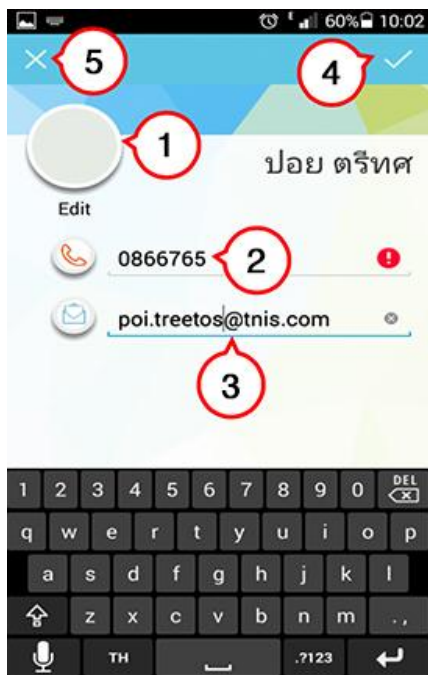 60% 10:02
5
4
1
ปอย ตรีทศ
Edit
0866765
2
poi.treetos@tnis.com
3
1 2 3 4 5 6 7 8 9 0 DEL
q w e r t y u i o p
a s d f g h j k l
z x c v b n m . ,
TH .?123